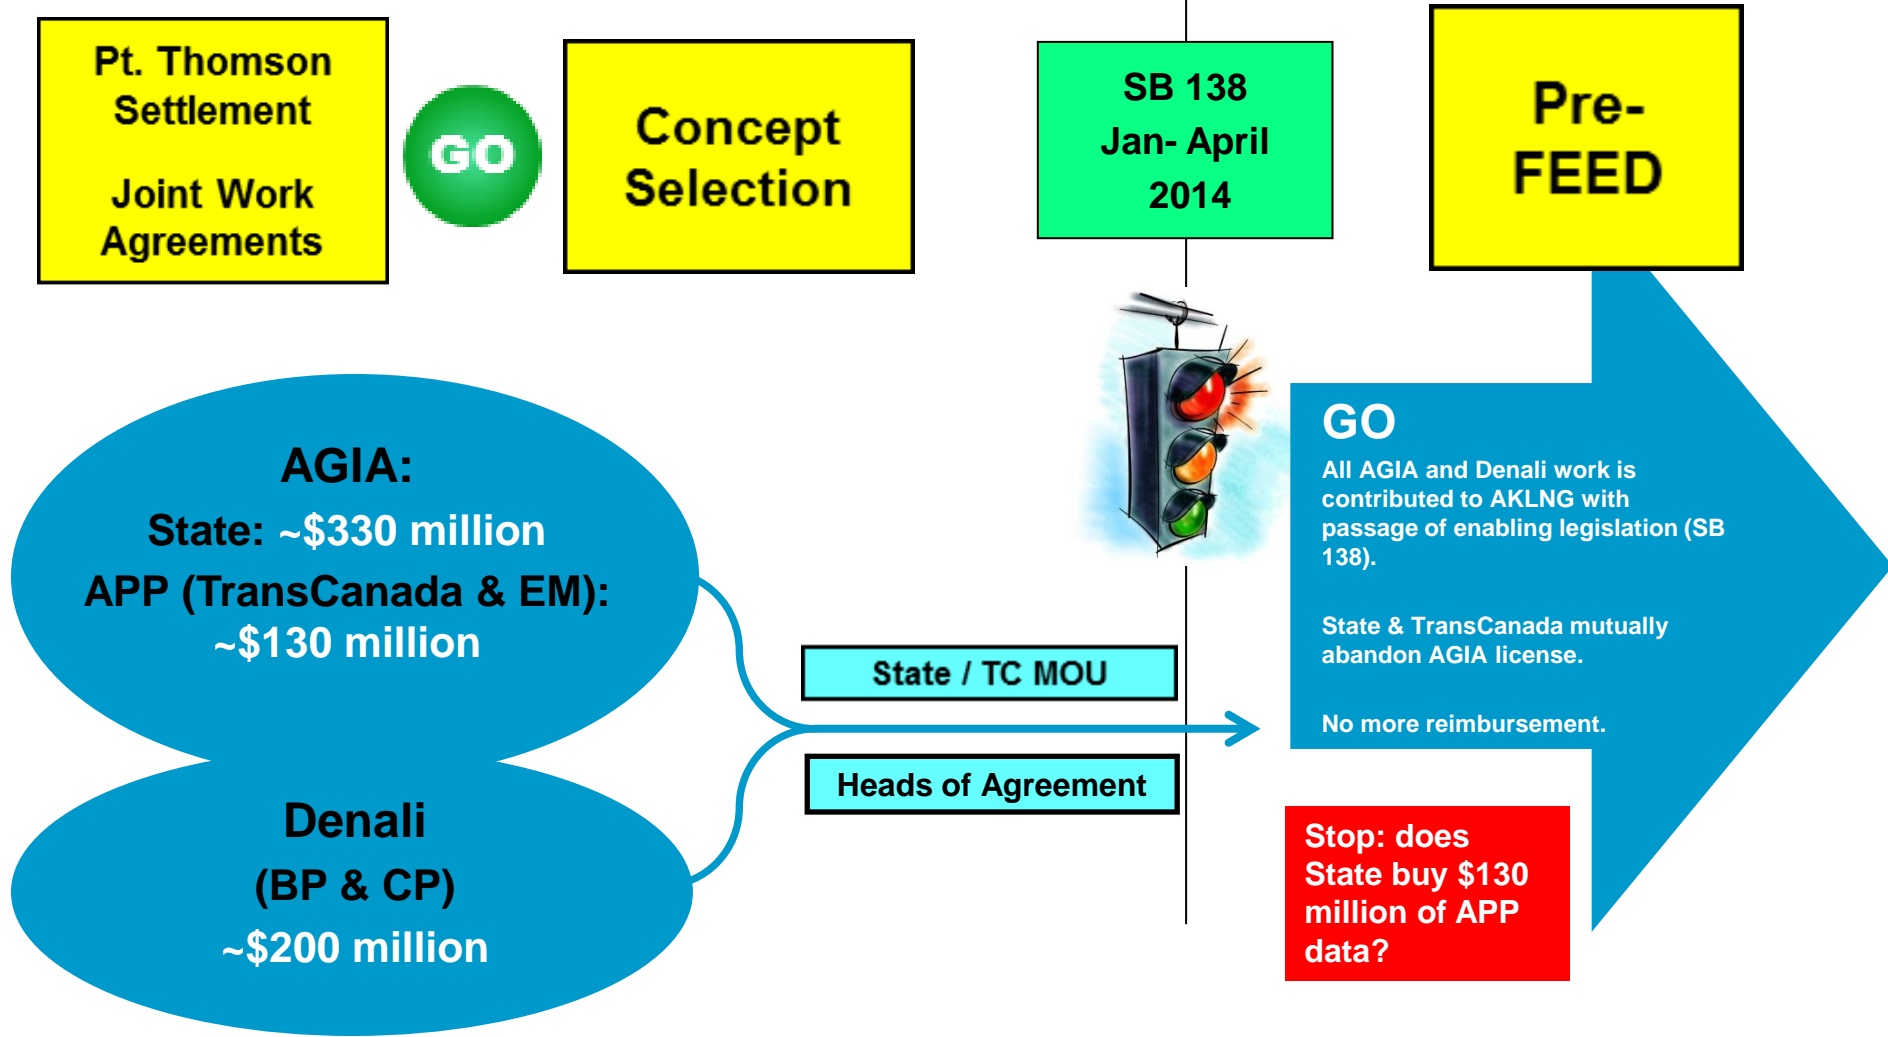 Pt. Thomson
Settlement
Joint Work
Agreements
GO
Concept
Selection
SB 138
Jan- April
2014
Pre-
FEED
AGIA:
State: ~$330 million
APP (TransCanada & EM):
~$130 million
Denali
(BP & CP)
~$200 million
State / TC MOU
Heads of Agreement
GO
All AGIA and Denali work is
contributed to AKLNG with
passage of enabling legislation (SB
138).
State & TransCanada mutually
abandon AGIA license.
No more reimbursement.
Stop: does
State buy $130
million of APP
data?